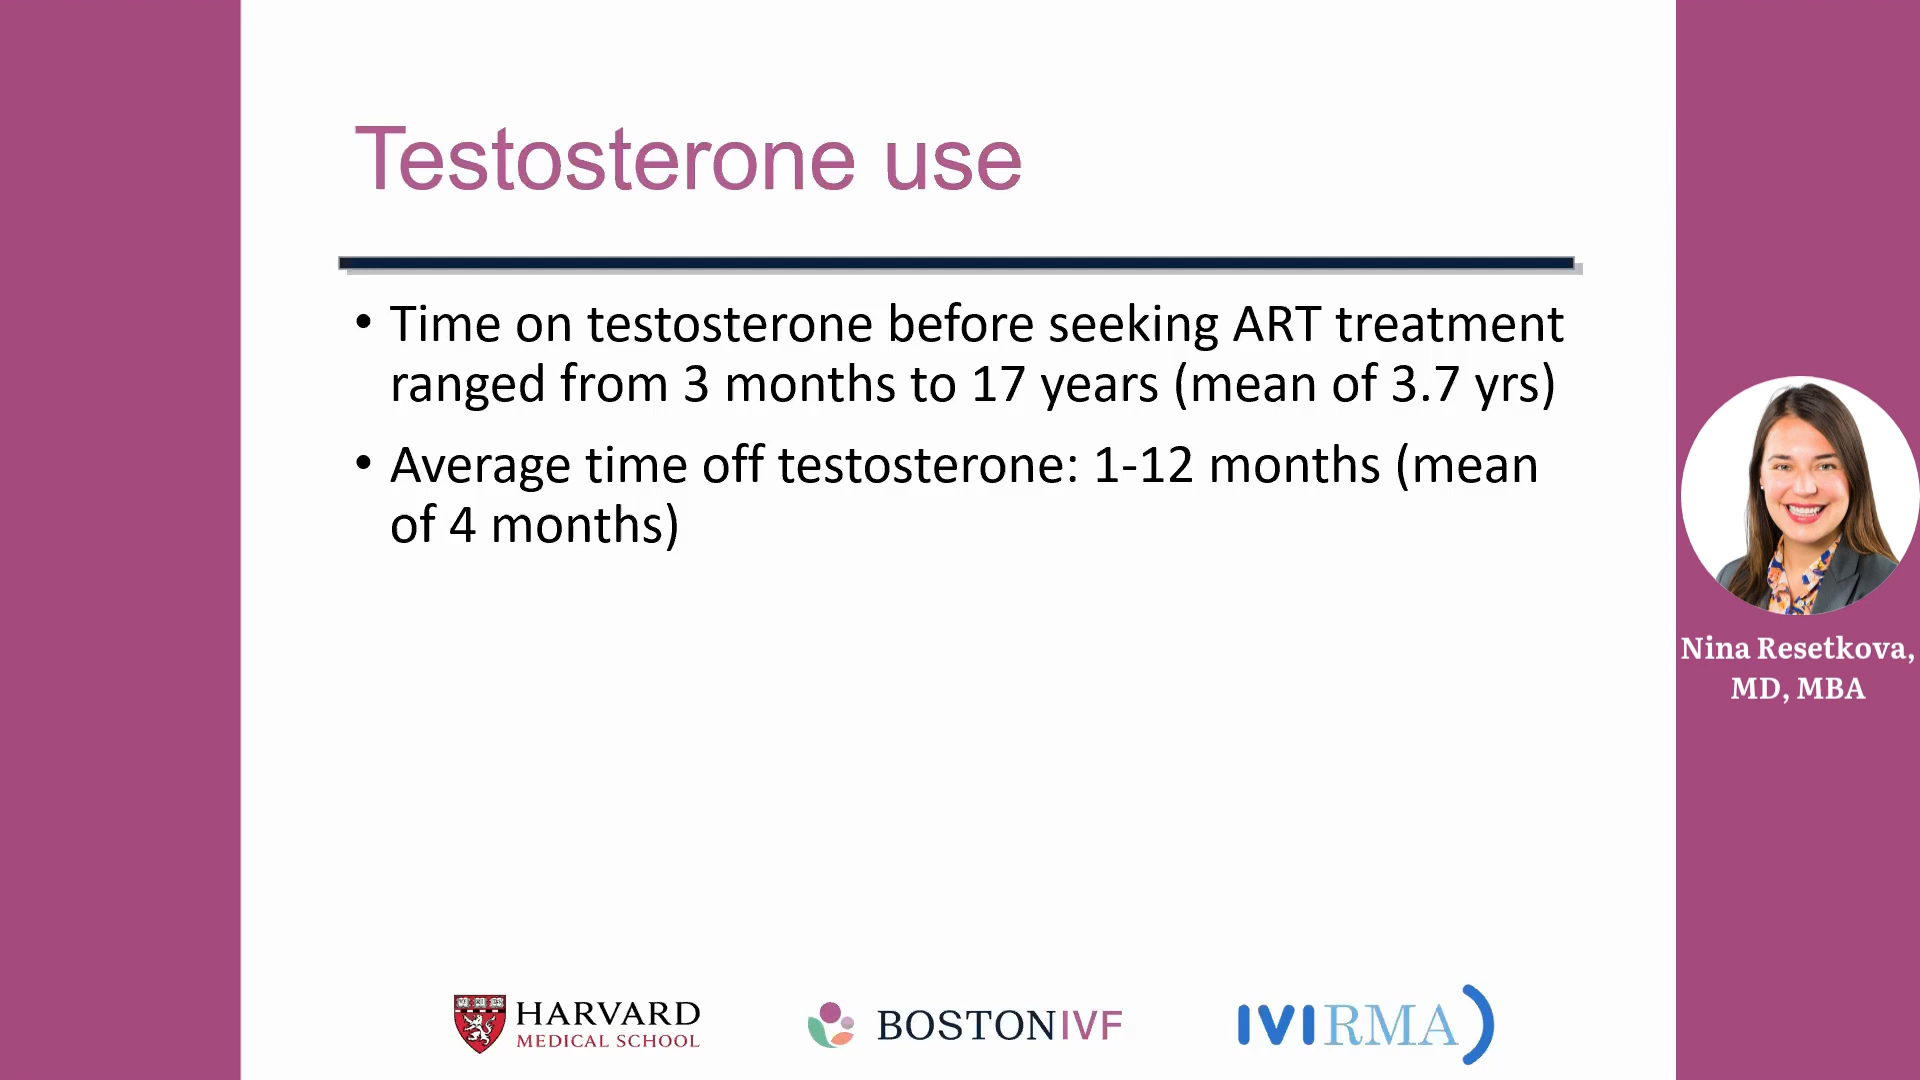 Testosterone use
• Time on testosterone before seeking ART treatment
ranged from 3 months to 17 years (mean of 3.7 yrs)
• Average time off testosterone: 1-12 months (mean
of 4 months)
Nina Resetkova,
MD, MBA
HARVARD
MEDICAL SCHOOL
BOSTONIVF
IVIRMA